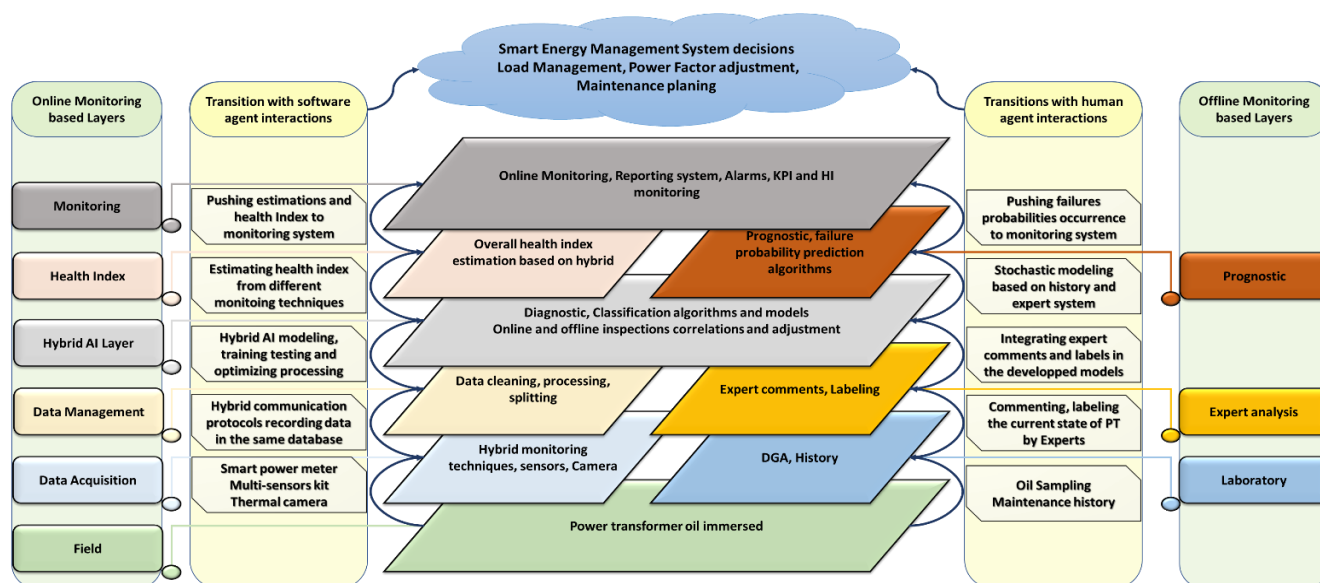 Smart Energy Management System decisions
Load Management, Power Factor adjustment,
Maintenance planing
Online Monitoring
based Layers
Transition with software
agent interactions
Transitions with human
agent interactions
Offline Monitoring
based Layers
Monitoring
Health Index
Hybrid AI Layer
Data Management
Data Acquisition
Field
Pushing estimations and
health Index to
monitoring system
Estimating health index
from different
monitoing techniques
Hybrid AI modeling,
training testing and
optimizing processing
Hybrid communication
protocols recording data
in the same database
Smart power meter
Multi-sensors kit
Thermal camera
Online Monitoring, Reporting system, Alarms, KPI and HI
monitoring
Overall health index
estimation based on hybrid
Prognostic, failure
probability prediction
algorithms
Diagnostic, Classification algorithms and models
Online and offline inspections correlations and adjustment
Data cleaning, processing,
splitting
Expert comments, Labeling
Hybrid monitoring
techniques, sensors, Camera
DGA, History
Power transformer oil immersed
Pushing failures
probabilities occurrence
to monitoring system
Stochastic modeling
based on history and
expert system
Integrating expert
comments and labels in
the developped models
Commenting, labeling
the current state of PT
by Experts
Oil Sampling
Maintenance history
Prognostic
Expert analysis
Laboratory